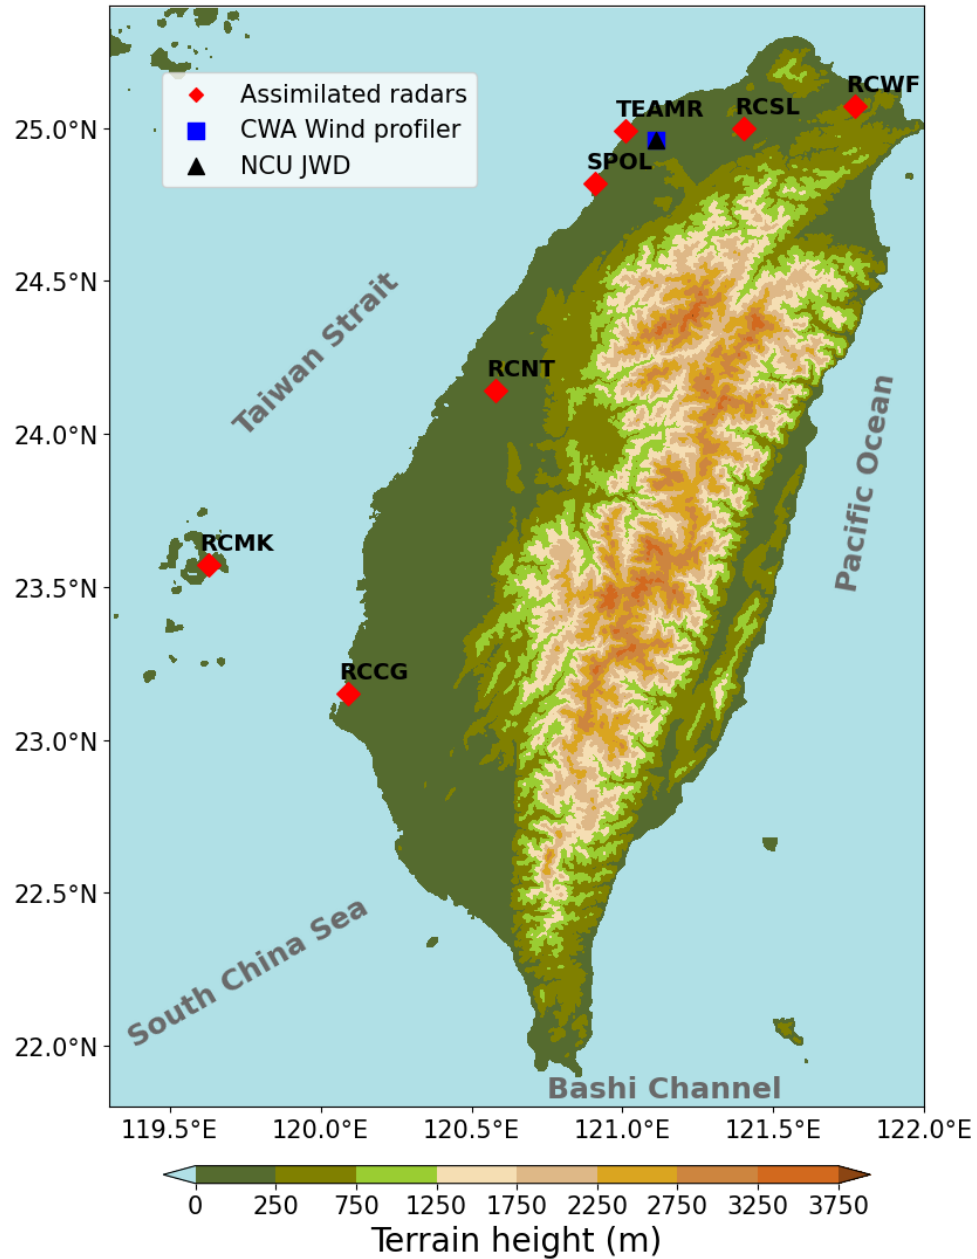 Assimilated radars
CWA Wind profiler
NCU JWD
RCWF
TEAMR
RCSL
SPOL
RCNT
RCMK
RCCG
Taiwan Strait
Pacific Ocean
South China Sea
Bashi Channel
25.0°N
24.5°N
24.0°N
23.5°N
23.0°N
22.5°N
22.0°N
119.5°E 120.0°E 120.5°E 121.0°E 121.5°E 122.0°E
0 250 750 1250 1750 2250 2750 3250 3750
Terrain height (m)